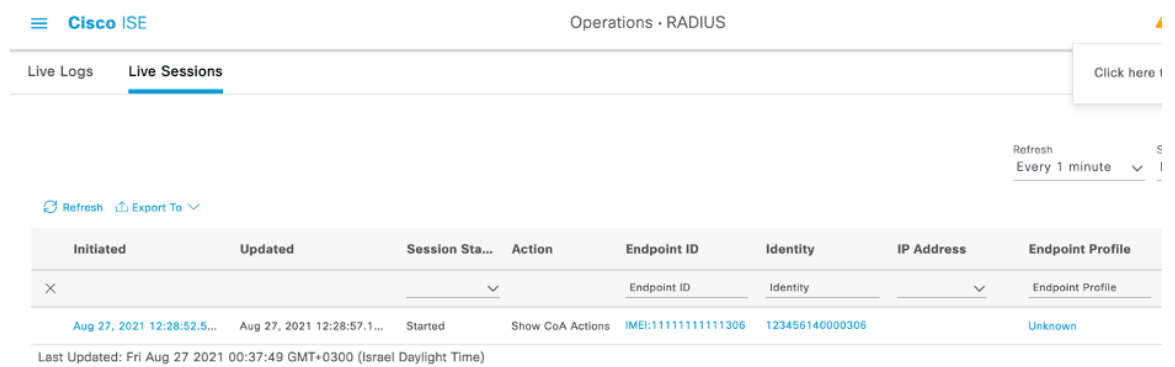 Cisco ISE
Operations · RADIUS
Live Logs Live Sessions
Click here
Refresh
Every 1 minute
Refresh Export To
Initiated Updated Session Sta... Action Endpoint ID Identity IP Address Endpoint Profile
Endpoint ID Identity Endpoint Profile
Aug 27, 2021 12:28:52.5... Aug 27, 2021 12:28:57.1... Started Show CoA Actions IMEI:11111111111306 123456140000306 Unknown
Last Updated: Fri Aug 27 2021 00:37:49 GMT+0300 (Israel Daylight Time)